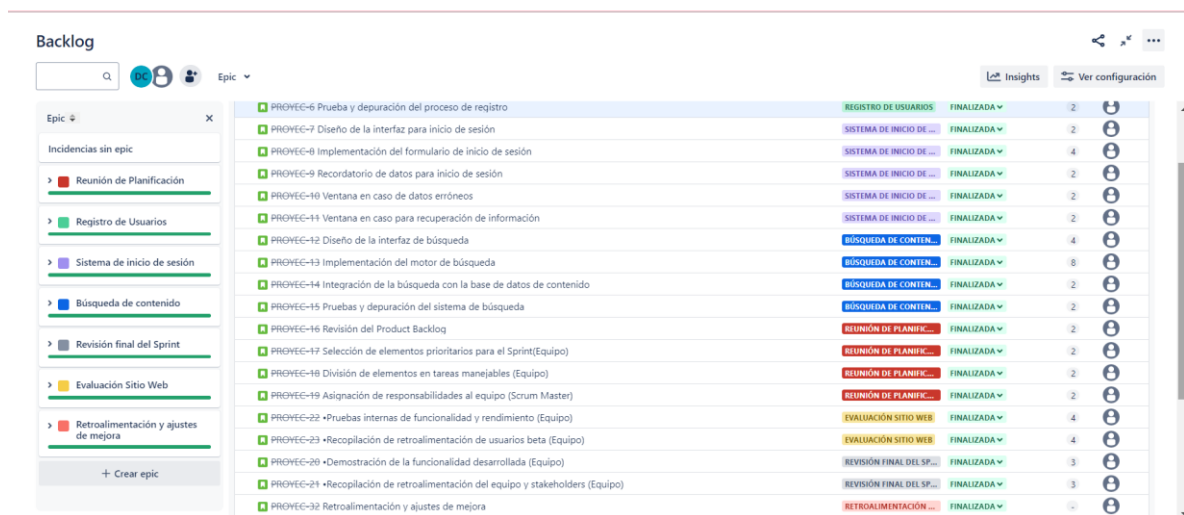 Backlog
DC
Epic
Insights
Ver configuración
Epic
Incidencias sin epic
Reunión de Planificación
Registro de Usuarios
Sistema de inicio de sesión
Búsqueda de contenido
Revisión final del Sprint
Evaluación Sitio Web
Retroalimentación y ajustes
de mejora
+ Crear epic
PROYEC-6 Prueba y depuración del proceso de registro REGISTRO DE USUARIOS FINALIZADA 2
PROYEC-7 Diseño de la interfaz para inicio de sesión SISTEMA DE INICIO DE ... FINALIZADA 2
PROYEC-8 Implementación del formulario de inicio de sesión SISTEMA DE INICIO DE ... FINALIZADA 4
PROYEC-9 Recordatorio de datos para inicio de sesión SISTEMA DE INICIO DE ... FINALIZADA 2
PROYEC-10 Ventana en caso de datos erróneos SISTEMA DE INICIO DE ... FINALIZADA 2
PROYEC-11 Ventana en caso para recuperación de información SISTEMA DE INICIO DE ... FINALIZADA 2
PROYEC-12 Diseño de la interfaz de búsqueda BÚSQUEDA DE CONTEN... FINALIZADA 4
PROYEC-13 Implementación del motor de búsqueda BÚSQUEDA DE CONTEN... FINALIZADA 8
PROYEC-14 Integración de la búsqueda con la base de datos de contenido BÚSQUEDA DE CONTEN... FINALIZADA 2
PROYEC-15 Pruebas y depuración del sistema de búsqueda BÚSQUEDA DE CONTEN... FINALIZADA 2
PROYEC-16 Revisión del Product Backlog REUNIÓN DE PLANIFIC... FINALIZADA 2
PROYEC-17 Selección de elementos prioritarios para el Sprint(Equipo) REUNIÓN DE PLANIFIC... FINALIZADA 2
PROYEC-18 División de elementos en tareas manejables (Equipo) REUNIÓN DE PLANIFIC... FINALIZADA 2
PROYEC-19 Asignación de responsabilidades al equipo (Scrum Master) REUNIÓN DE PLANIFIC... FINALIZADA 2
PROYEC-22 •Pruebas internas de funcionalidad y rendimiento (Equipo) EVALUACIÓN SITIO WEB FINALIZADA 4
PROYEC-23 •Recopilación de retroalimentación de usuarios beta (Equipo) EVALUACIÓN SITIO WEB FINALIZADA 4
PROYEC-20 •Demostración de la funcionalidad desarrollada (Equipo) REVISIÓN FINAL DEL SP... FINALIZADA 3
PROYEC-21 •Recopilación de retroalimentación del equipo y stakeholders (Equipo) REVISIÓN FINAL DEL SP... FINALIZADA 3
PROYEC-32 Retroalimentación y ajustes de mejora RETROALIMENTACIÓN ... FINALIZADA -